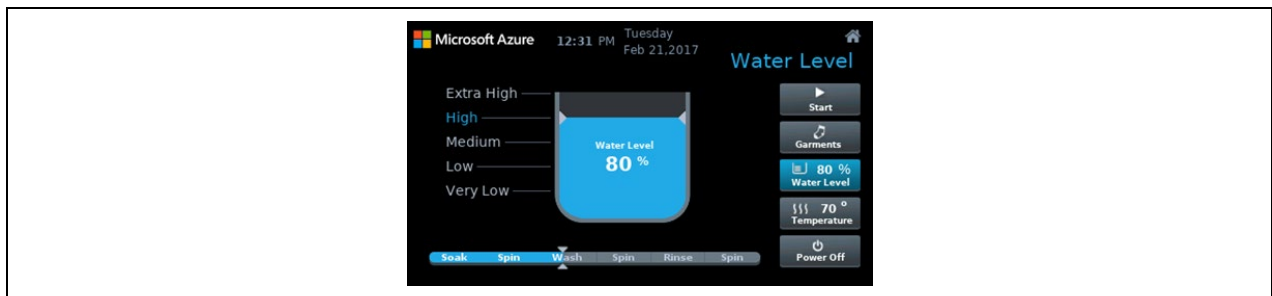 Microsoft Azure 12:31 PM Tuesday
Feb 21,2017
Water Level
Extra High
High
Medium
Low
Very Low
Water Level
80 %
Start
Garments
80 %
Water Level
70 °
Temperature
Power Off
Soak Spin Wash Spin Rinse Spin